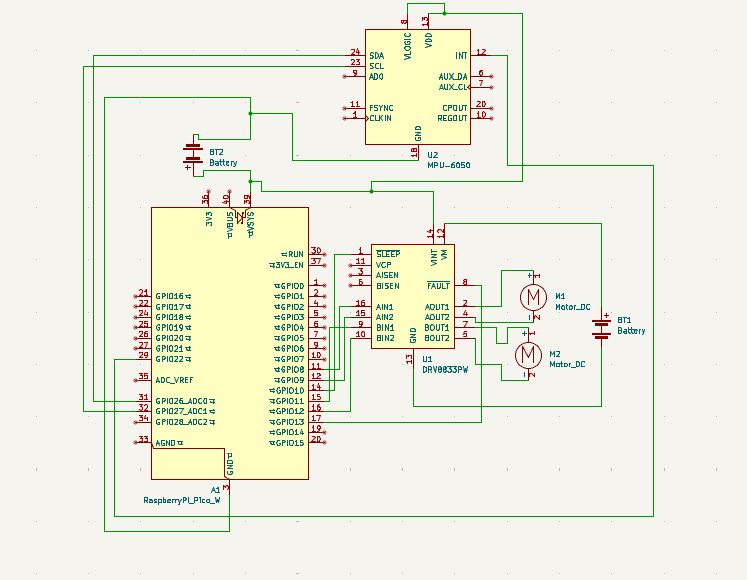 8
13
VLOGIC
VDD
24
SDA
INT
12
23
SCL
9
AD0
AUX_DA
6
AUX_CL
7
11
FSYNC
CPOUT
20
1
CLKIN
REGOUT
10
GND
18
U2
MPU-6050
BT2
Battery
+
36
40
39
3V3
VBUS
VSYS
RUN
30
3V3_EN
37
GPIO0
1
GPIO1
2
GPIO2
4
GPIO3
5
GPIO4
6
GPIO5
7
GPIO6
9
GPIO7
10
GPIO8
11
GPIO9
12
GPIO10
14
GPIO11
15
GPIO12
16
GPIO13
17
GPIO14
19
GPIO15
20
21
GPIO16
22
GPIO17
24
GPIO18
25
GPIO19
26
GPIO20
27
GPIO21
29
GPIO22
35
ADC_VREF
31
GPIO26_ADC0
32
GPIO27_ADC1
34
GPIO28_ADC2
33
AGND
GND
3
A1
RaspberryPi_Pico_W
14
12
VINT
VM
1
SLEEP
11
VCP
3
AISEN
6
BISEN
FAULT
8
16
AIN1
AOUT1
2
15
AIN2
AOUT2
4
9
BIN1
BOUT1
7
10
BIN2
BOUT2
5
GND
13
U1
DRV8833PW
+
1
M
M1
Motor_DC
-
2
+
1
M
M2
Motor_DC
-
2
+
BT1
Battery